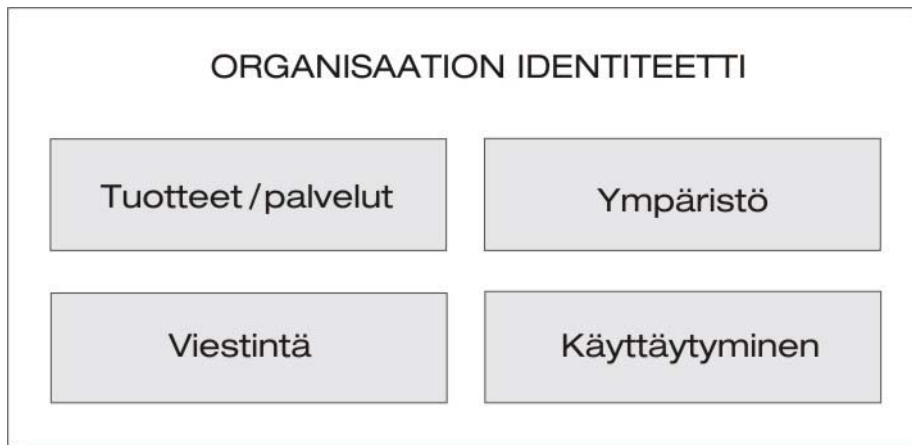 ORGANISAATION IDENTITEETTI
Tuotteet/palvelut
Ympäristö
Viestintä
Käyttäytyminen